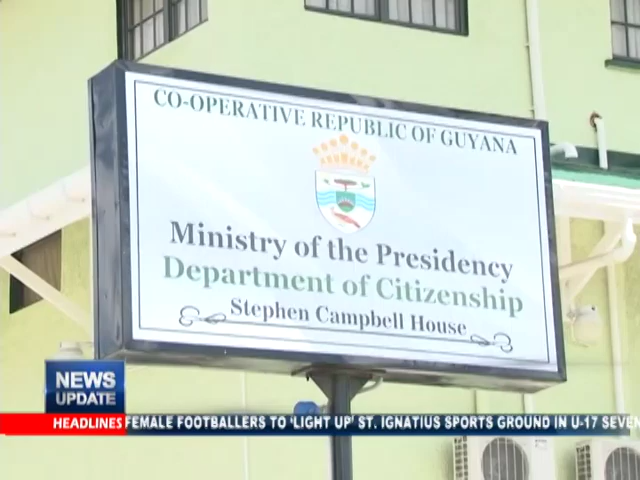 CO-OPERATIVE REPUBLIC OF GUYANA
Ministry of the Presidency
Department of Citizenship
Stephen Campbell House
NEWS
UPDATE
HEADLINES FEMALE FOOTBALLERS TO 'LIGHT UP' ST. IGNATIUS SPORTS GROUND IN U-17 SEVEN